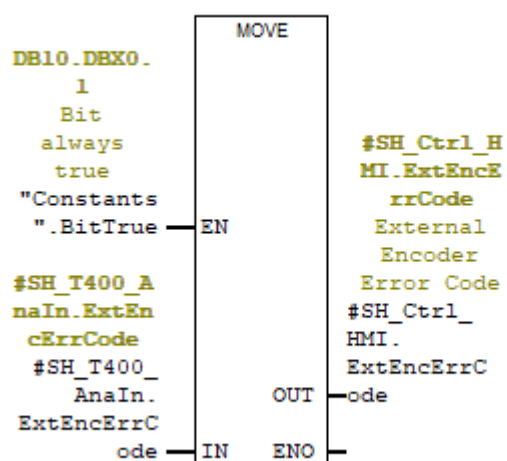 MOVE
DB10.DBX0.
1
Bit
always
true
"Constants
".BitTrue
EN
#SH_T400_A
naIn.ExtEn
cErrCode
#SH_T400_
AnaIn.
ExtEncErrC
ode
IN
#SH_Ctrl_H
MI.ExtEncE
rrCode
External
Encoder
Error Code
#SH_Ctrl_
HMI.
ExtEncErrC
OUT
ode
ENO